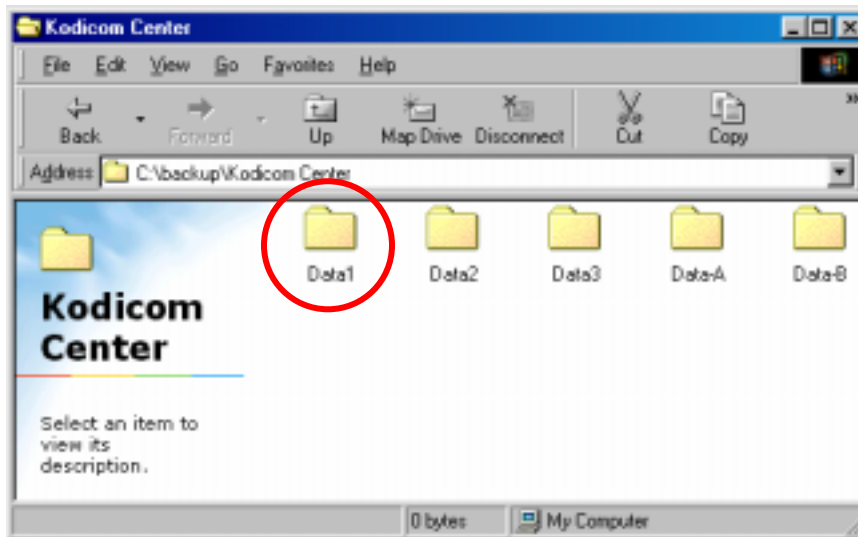 Kodicom Center
File Edit View Go Favorites Help
Back Forward Up Map Drive Disconnect Cut Copy
Address C:\backup\Kodicom Center
Data1 Data2 Data3 Data-A Data-B
Kodicom
Center
Select an item to
view its
description.
0 bytes My Computer